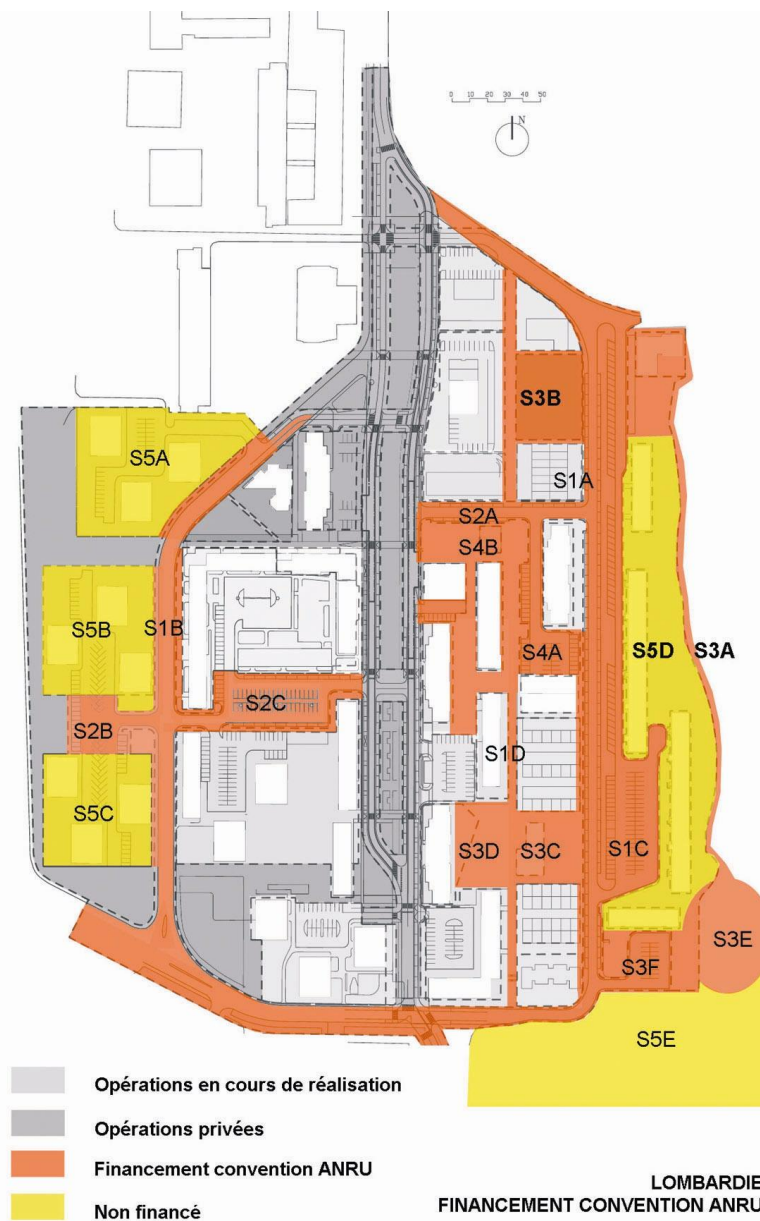 0 10 20 30 40 50
N
S3B
S5A
S1A
S2A
S4B
S5B
S1B
S4A
S5D
S3A
S2C
S2B
S1D
S5C
S3D
S3C
S1C
S3E
S3F
S5E
Opérations en cours de réalisation
Opérations privées
Financement convention ANRU
Non financé
LOMBARDIE
FINANCEMENT CONVENTION ANRU